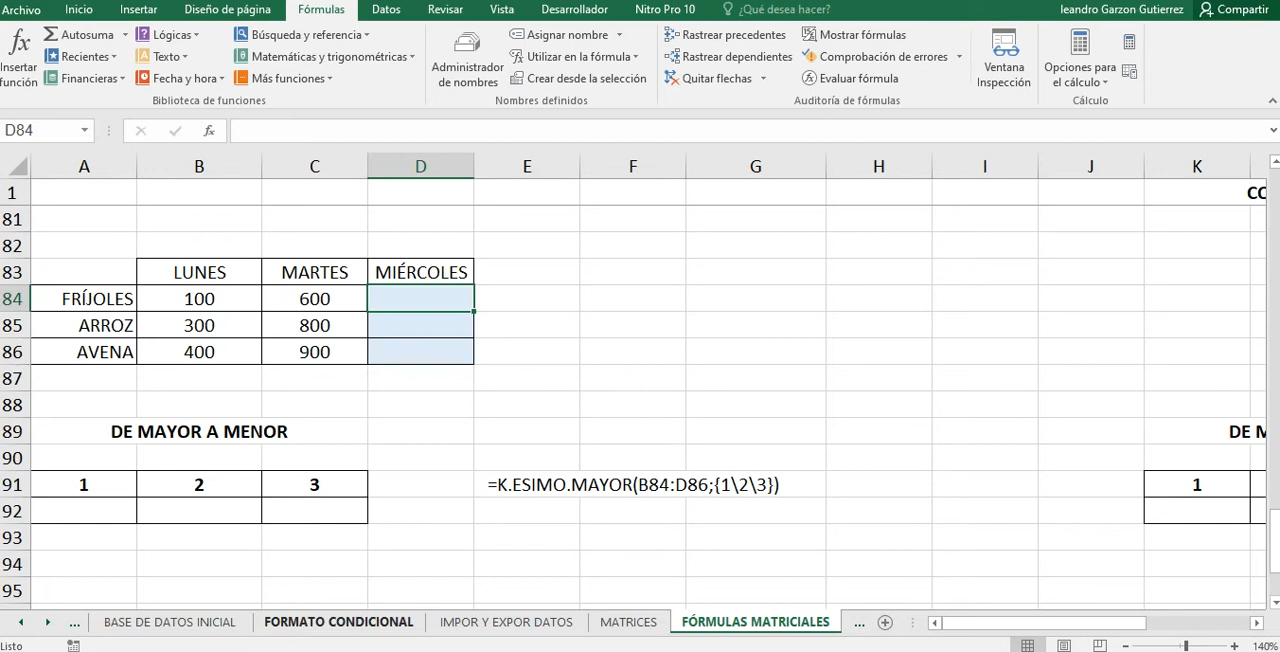 Archivo Inicio Insertar Diseño de página Fórmulas Datos Revisar Vista Desarrollador Nitro Pro 10 ¿Qué desea hacer? leandro Garzon Gutierrez Compartir
fx Σ Autosuma Lógicas Búsqueda y referencia Asignar nombre Rastrear precedentes Mostrar fórmulas
Recientes Texto Matemáticas y trigonométricas Utilizar en la fórmula Rastrear dependientes Comprobación de errores
Insertar función Financieras Fecha y hora Más funciones Administrador de nombres Crear desde la selección Quitar flechas Evaluar fórmula Ventana Inspección Opciones para el cálculo
Biblioteca de funciones Nombres definidos Auditoría de fórmulas Cálculo
D84 fx
A B C D E F G H I J K
1 CO
81
82
83 LUNES MARTES MIÉRCOLES
84 FRÍJOLES 100 600
85 ARROZ 300 800
86 AVENA 400 900
87
88
89 DE MAYOR A MENOR DE M
90
91 1 2 3 =K.ESIMO.MAYOR(B84:D86;{1\2\3}) 1
92
93
94
95
... BASE DE DATOS INICIAL FORMATO CONDICIONAL IMPOR Y EXPOR DATOS MATRICES FÓRMULAS MATRICIALES ...
Listo 140%